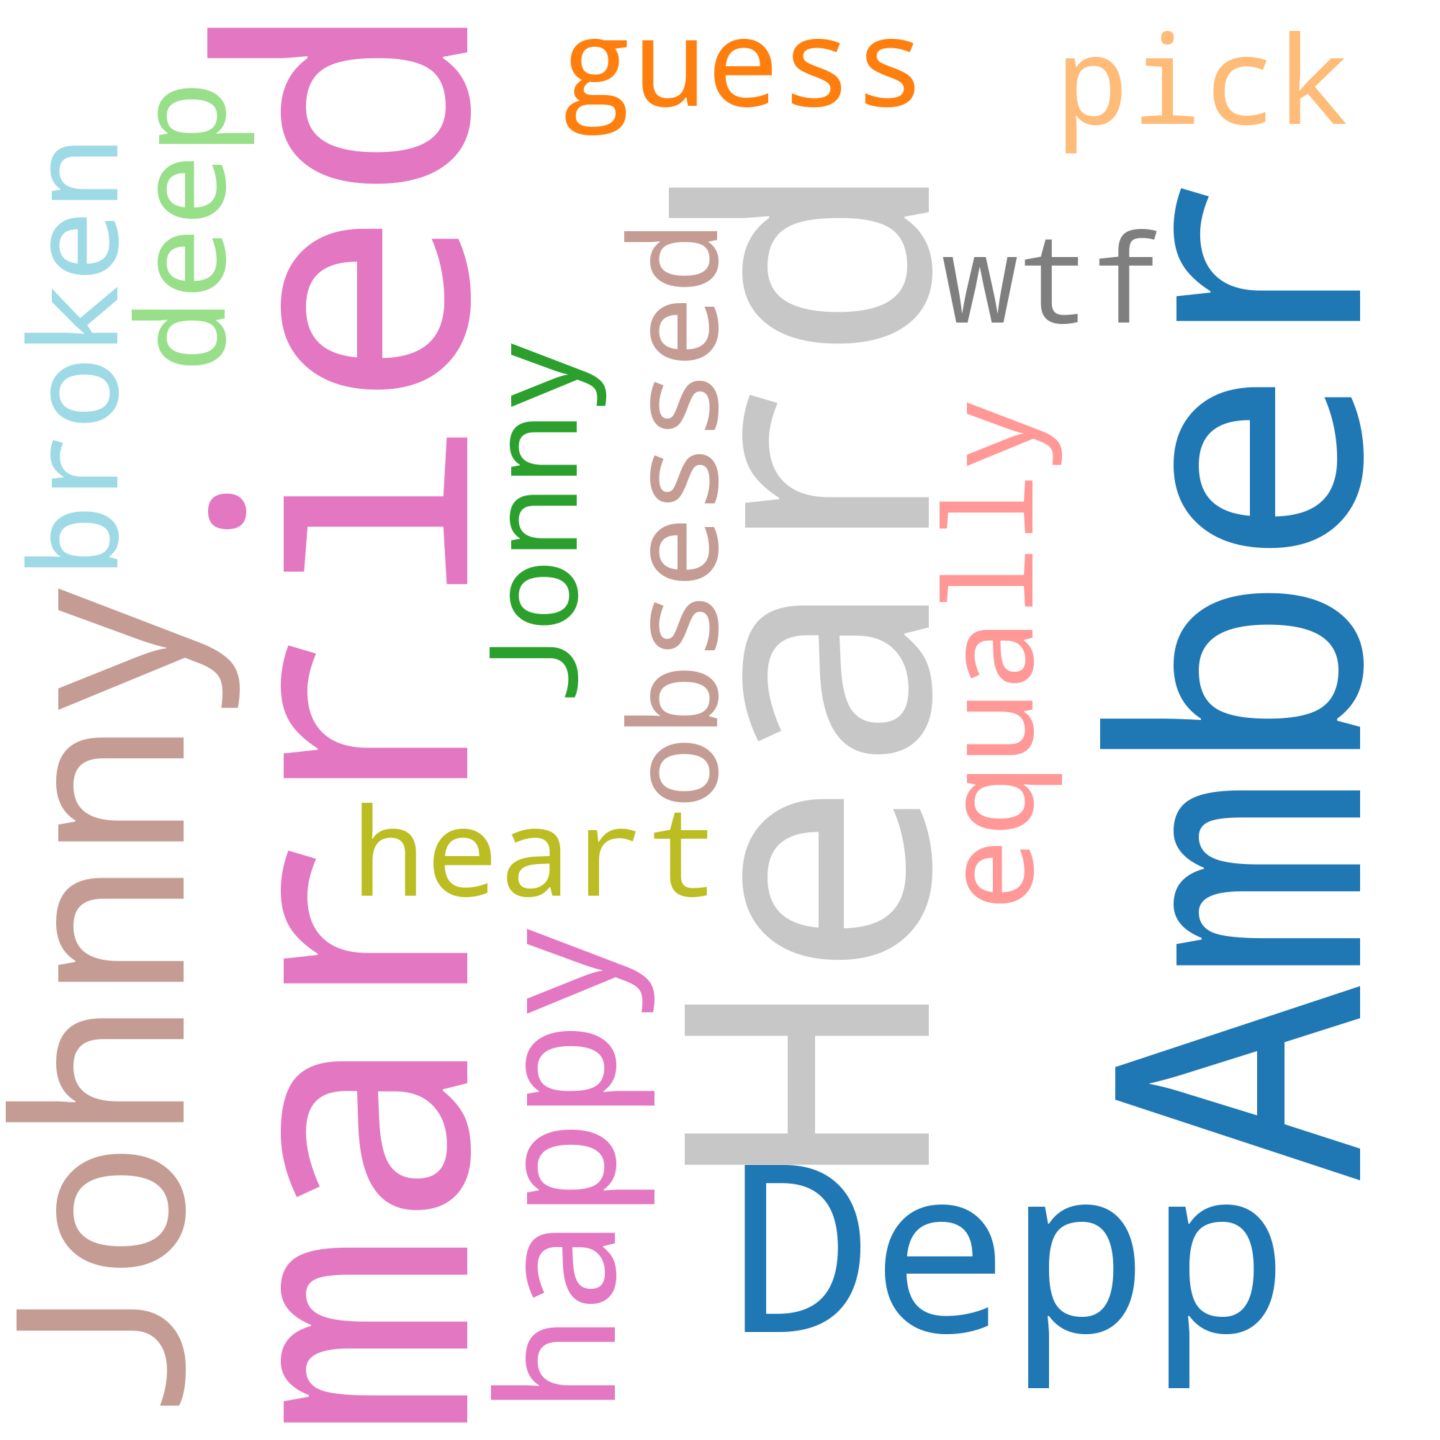 guess
pick
broken
deep
married
wtf
obsessed
Heard
Amber
Jonny
equally
Johnny
heart
happy
Depp